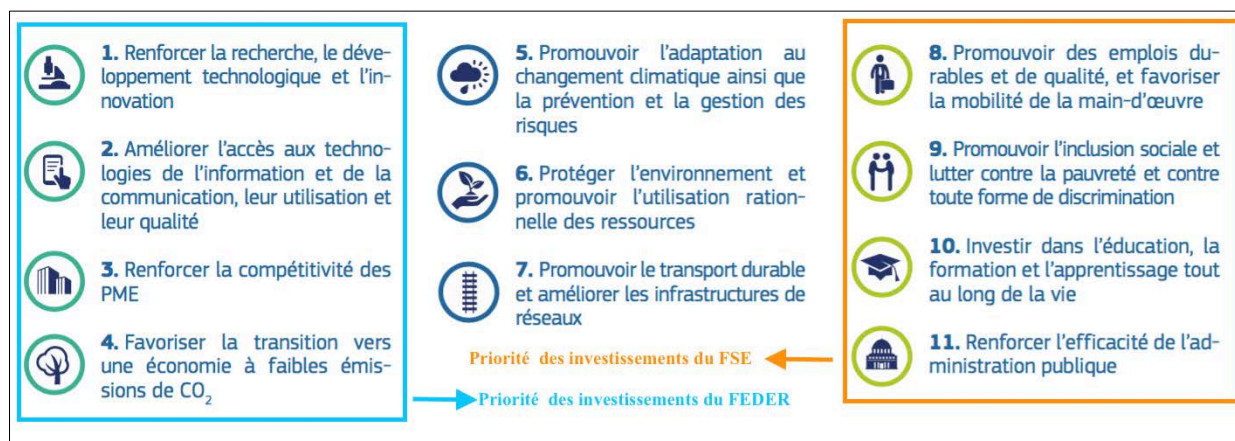 1. Renforcer la recherche, le déve-
loppement technologique et l'in-
novation
2. Améliorer l'accès aux techno-
logies de l'information et de la
communication, leur utilisation et
leur qualité
3. Renforcer la compétitivité des
PME
4. Favoriser la transition vers
une économie à faibles émis-
sions de CO₂
5. Promouvoir l'adaptation au
changement climatique ainsi que
la prévention et la gestion des
risques
6. Protéger l'environnement et
promouvoir l'utilisation ration-
nelle des ressources
7. Promouvoir le transport durable
et améliorer les infrastructures de
réseaux
Priorité des investissements du FSE
Priorité des investissements du FEDER
8. Promouvoir des emplois du-
rables et de qualité, et favoriser
la mobilité de la main-d'œuvre
9. Promouvoir l'inclusion sociale et
lutter contre la pauvreté et contre
toute forme de discrimination
10. Investir dans l'éducation, la
formation et l'apprentissage tout
au long de la vie
11. Renforcer l'efficacité de l'ad-
ministration publique